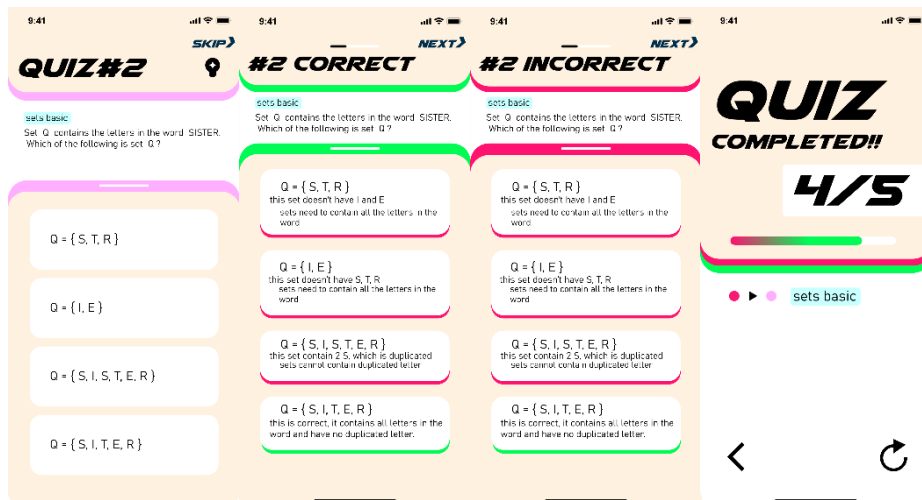 9:41
SKIP
QUIZ#2
sets basic
Set Q contains the letters in the word SISTER.
Which of the following is set Q ?
Q = { S, T, R }
Q = { I, E }
Q = { S, I, S, T, E, R }
Q = { S, I, T, E, R }
9:41
NEXT
#2 CORRECT
sets basic
Set Q contains the letters in the word SISTER.
Which of the following is set Q ?
Q = { S, T, R }
this set doesn't have I and E
sets need to contain all the letters in the
word
Q = { I, E }
this set doesn't have S, T, R
sets need to contain all the letters in the
word
Q = { S, I, S, T, E, R }
this set contain 2 S, which is duplicated
sets cannot contain duplicated letter
Q = { S, I, T, E, R }
this is correct, it contains all letters in the
word and have no duplicated letter.
9:41
NEXT
#2 INCORRECT
sets basic
Set Q contains the letters in the word SISTER.
Which of the following is set Q ?
Q = { S, T, R }
this set doesn't have I and E
sets need to contain all the letters in the
word
Q = { I, E }
this set doesn't have S, T, R
sets need to contain all the letters in the
word
Q = { S, I, S, T, E, R }
this set contain 2 S, which is duplicated
sets cannot contain duplicated letter
Q = { S, I, T, E, R }
this is correct, it contains all letters in the
word and have no duplicated letter.
9:41
QUIZ
COMPLETED!!
4/5
sets basic